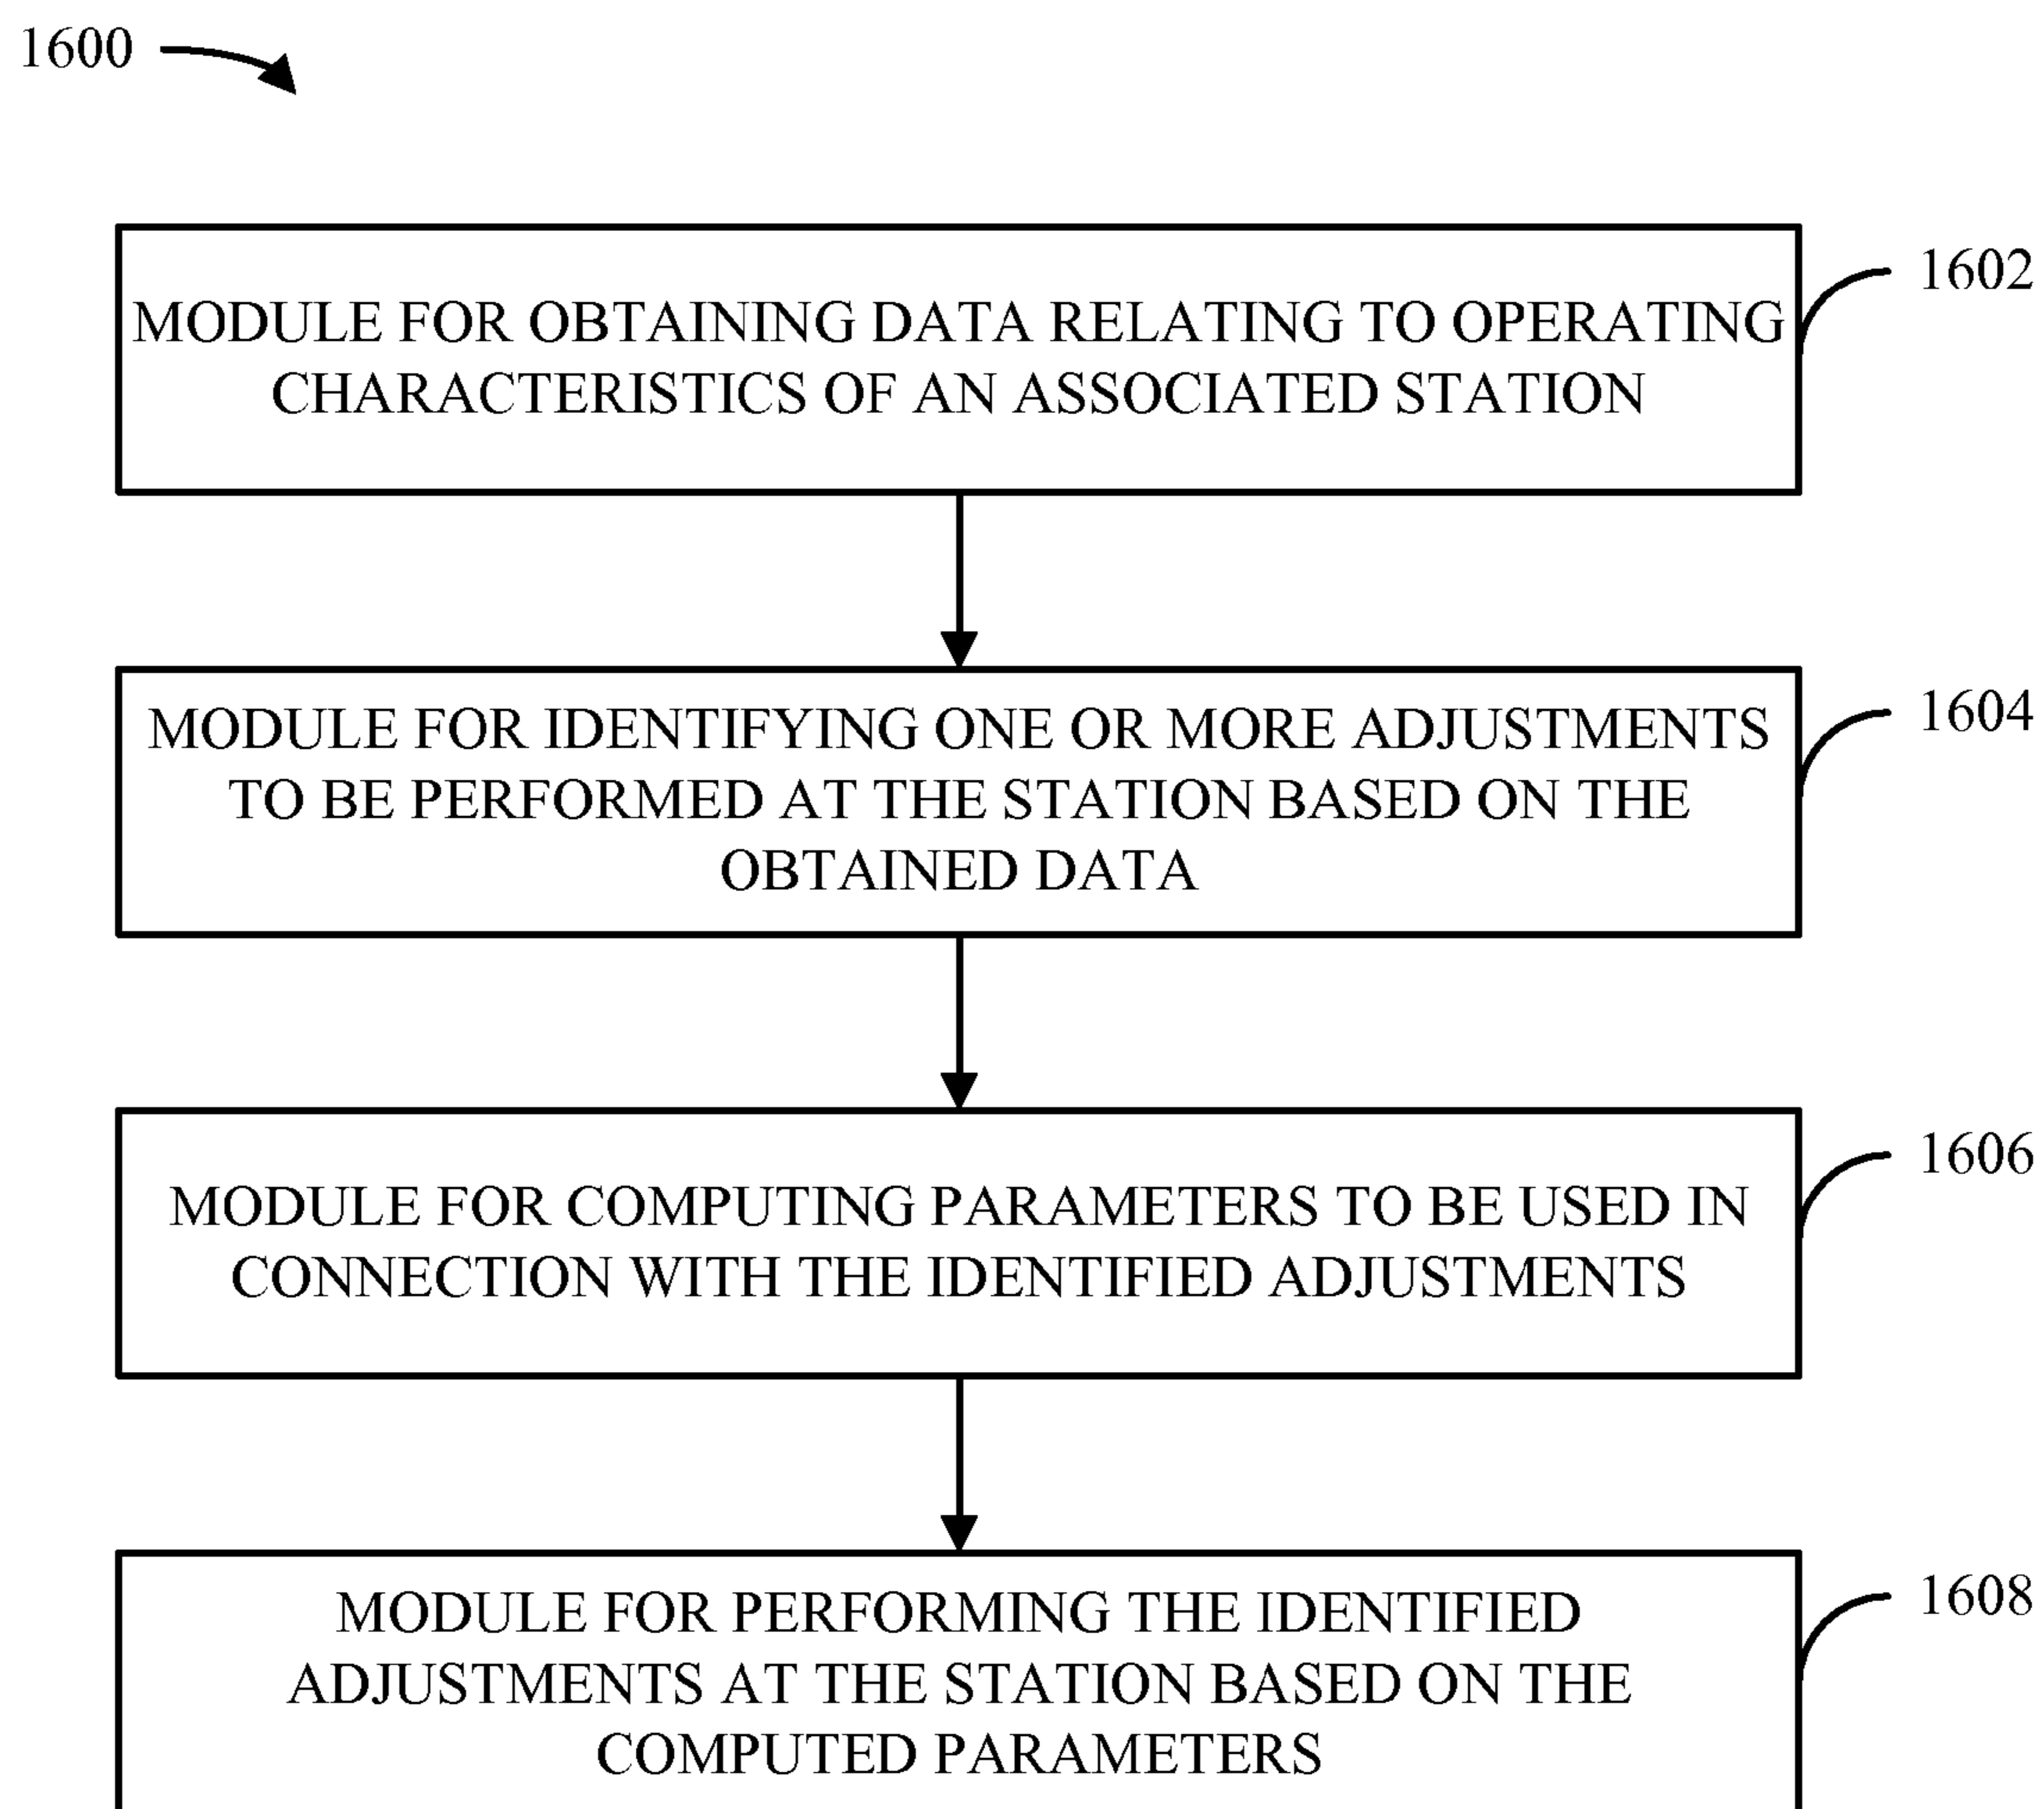 1600
MODULE FOR OBTAINING DATA RELATING TO OPERATING
CHARACTERISTICS OF AN ASSOCIATED STATION
1602
MODULE FOR IDENTIFYING ONE OR MORE ADJUSTMENTS
TO BE PERFORMED AT THE STATION BASED ON THE
OBTAINED DATA
1604
MODULE FOR COMPUTING PARAMETERS TO BE USED IN
CONNECTION WITH THE IDENTIFIED ADJUSTMENTS
1606
MODULE FOR PERFORMING THE IDENTIFIED
ADJUSTMENTS AT THE STATION BASED ON THE
COMPUTED PARAMETERS
1608